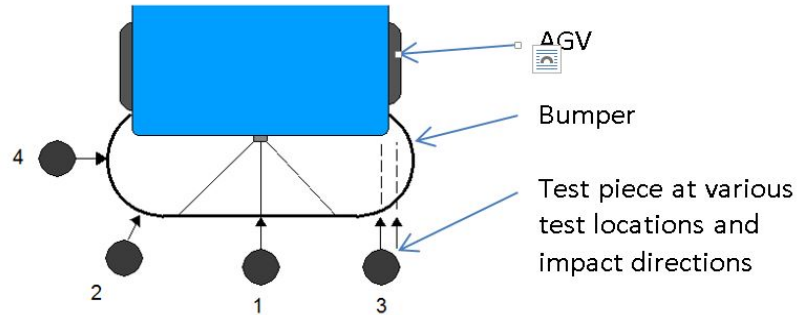 AGV
Bumper
Test piece at various
test locations and
impact directions
4
2
1
3